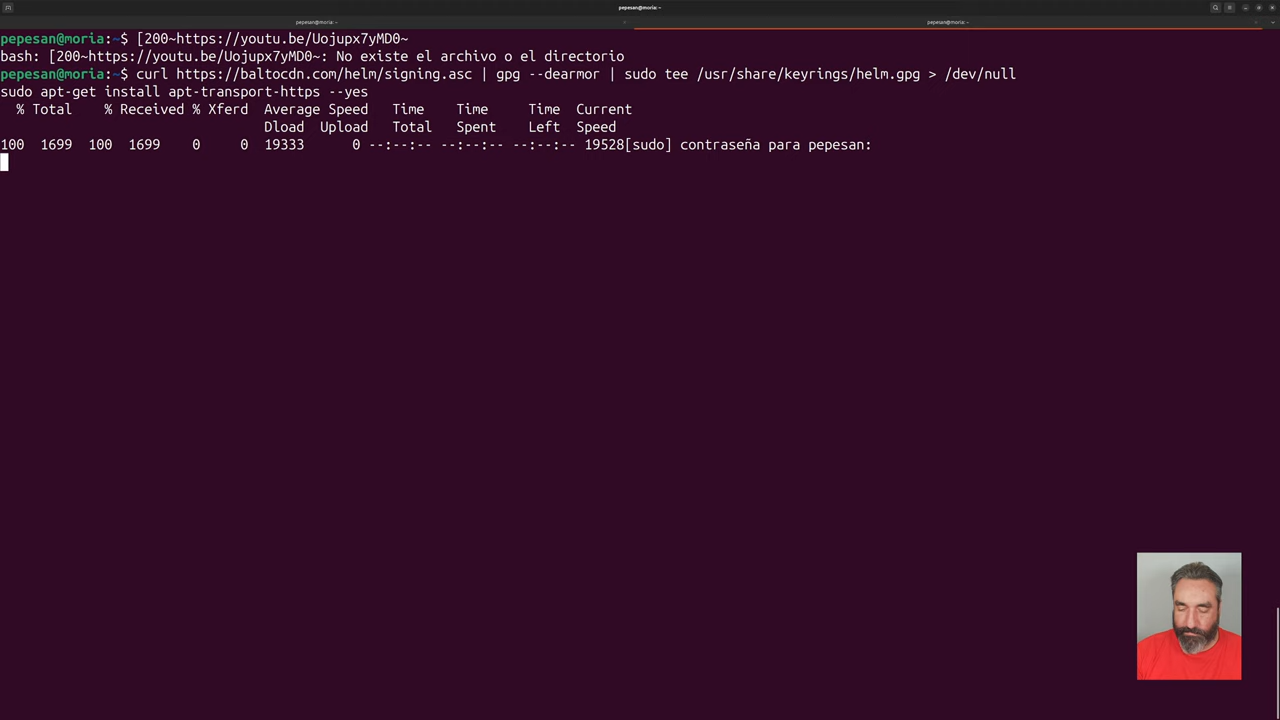 pepesan@moria: ~
pepesan@moria: ~
pepesan@moria: ~
pepesan@moria:~$ [200~https://youtu.be/Uojupx7yMD0~
bash: [200~https://youtu.be/Uojupx7yMD0~: No existe el archivo o el directorio
pepesan@moria:~$ curl https://baltocdn.com/helm/signing.asc | gpg --dearmor | sudo tee /usr/share/keyrings/helm.gpg > /dev/null
sudo apt-get install apt-transport-https --yes
% Total % Received % Xferd Average Speed Time Time Time Current
Dload Upload Total Spent Left Speed
100 1699 100 1699 0 0 19333 0 --:--:-- --:--:-- --:--:-- 19528[sudo] contraseña para pepesan: